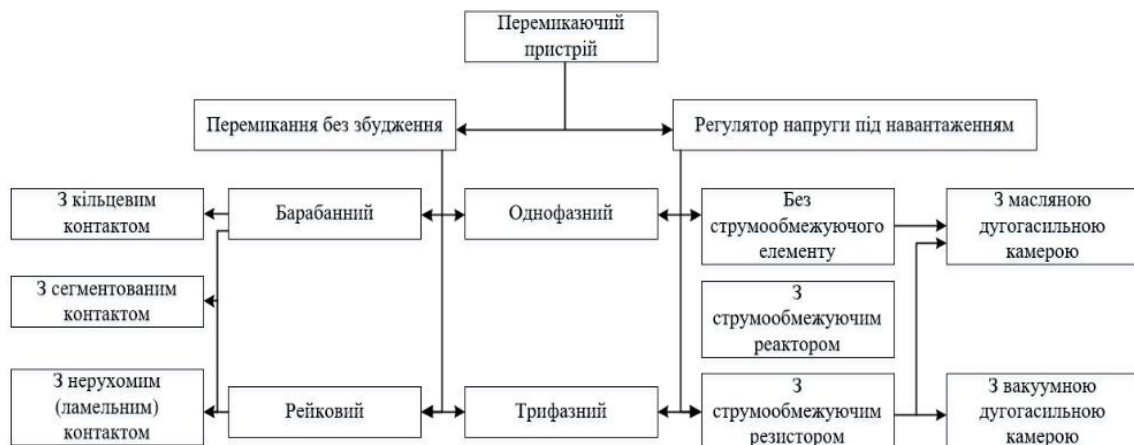 Перемикаючий
пристрій
Перемикання без збудження
Регулятор напруги під навантаженням
З кільцевим
контактом
Барабанний
Однофазний
Без
струмообмежуючого
елементу
З масляною
дугогасильною
камерою
З сегментованим
контактом
З
струмообмежуючим
реактором
З нерухомим
(ламельним)
контактом
Рейковий
Трифазний
З
струмообмежуючим
резистором
З вакуумною
дугогасильною
камерою